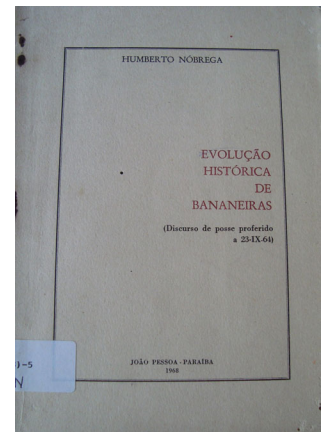 HUMBERTO NÓBREGA
EVOLUÇÃO
HISTÓRICA
DE
BANANEIRAS
(Discurso de posse proferido
a 23-IX-64)
JOÃO PESSOA - PARAÍBA
1968
N